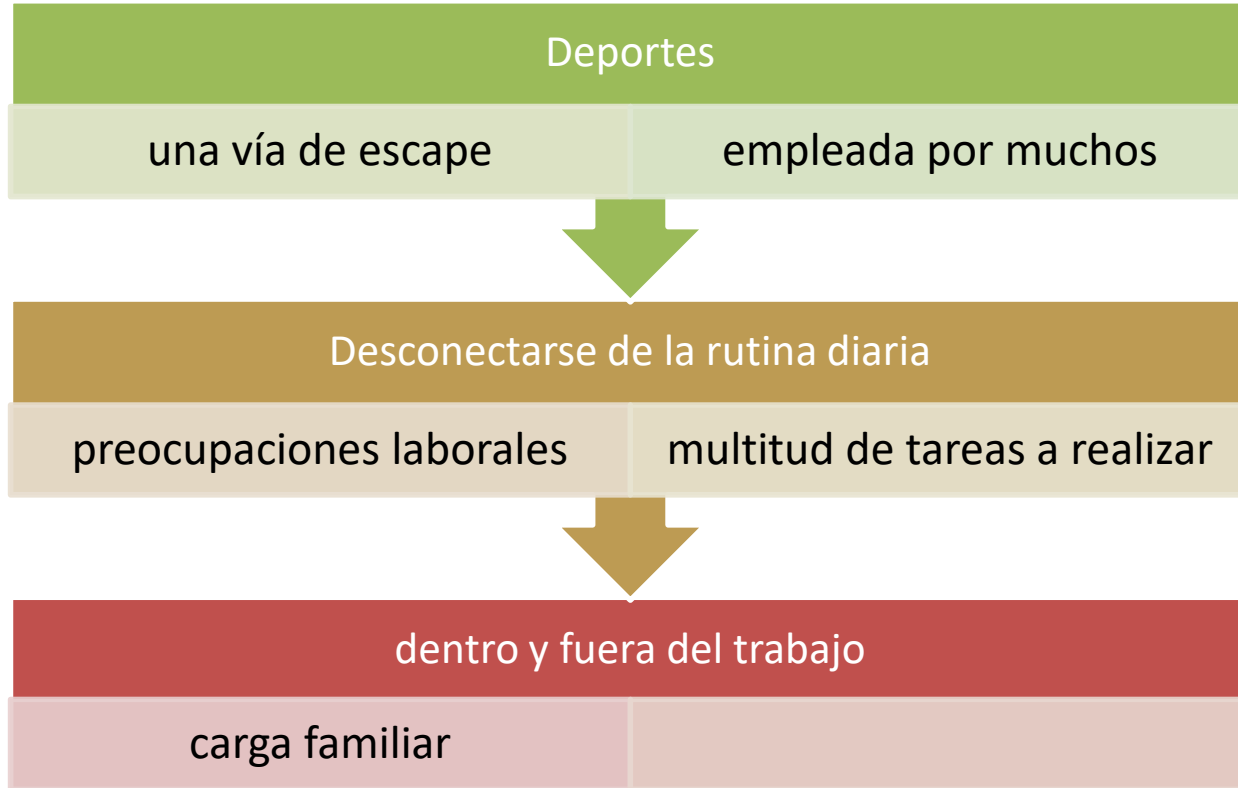 Deportes
una vía de escape
empleada por muchos
Desconectarse de la rutina diaria
preocupaciones laborales
multitud de tareas a realizar
dentro y fuera del trabajo
carga familiar